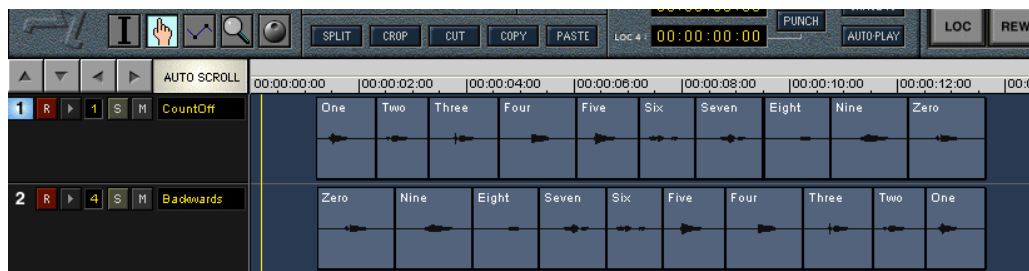 PUNCH
LOC REW
SPLIT CROP CUT COPY PASTE LOC 4: 00:00:00:00 AUTO-PLAY
AUTO SCROLL 00:00:00:00 00:00:02:00 00:00:04:00 00:00:06:00 00:00:08:00 00:00:10:00 00:00:12:00
1 R 1 S M CountOff One Two Three Four Five Six Seven Eight Nine Zero
2 R 4 S M Backwards Zero Nine Eight Seven Six Five Four Three Two One